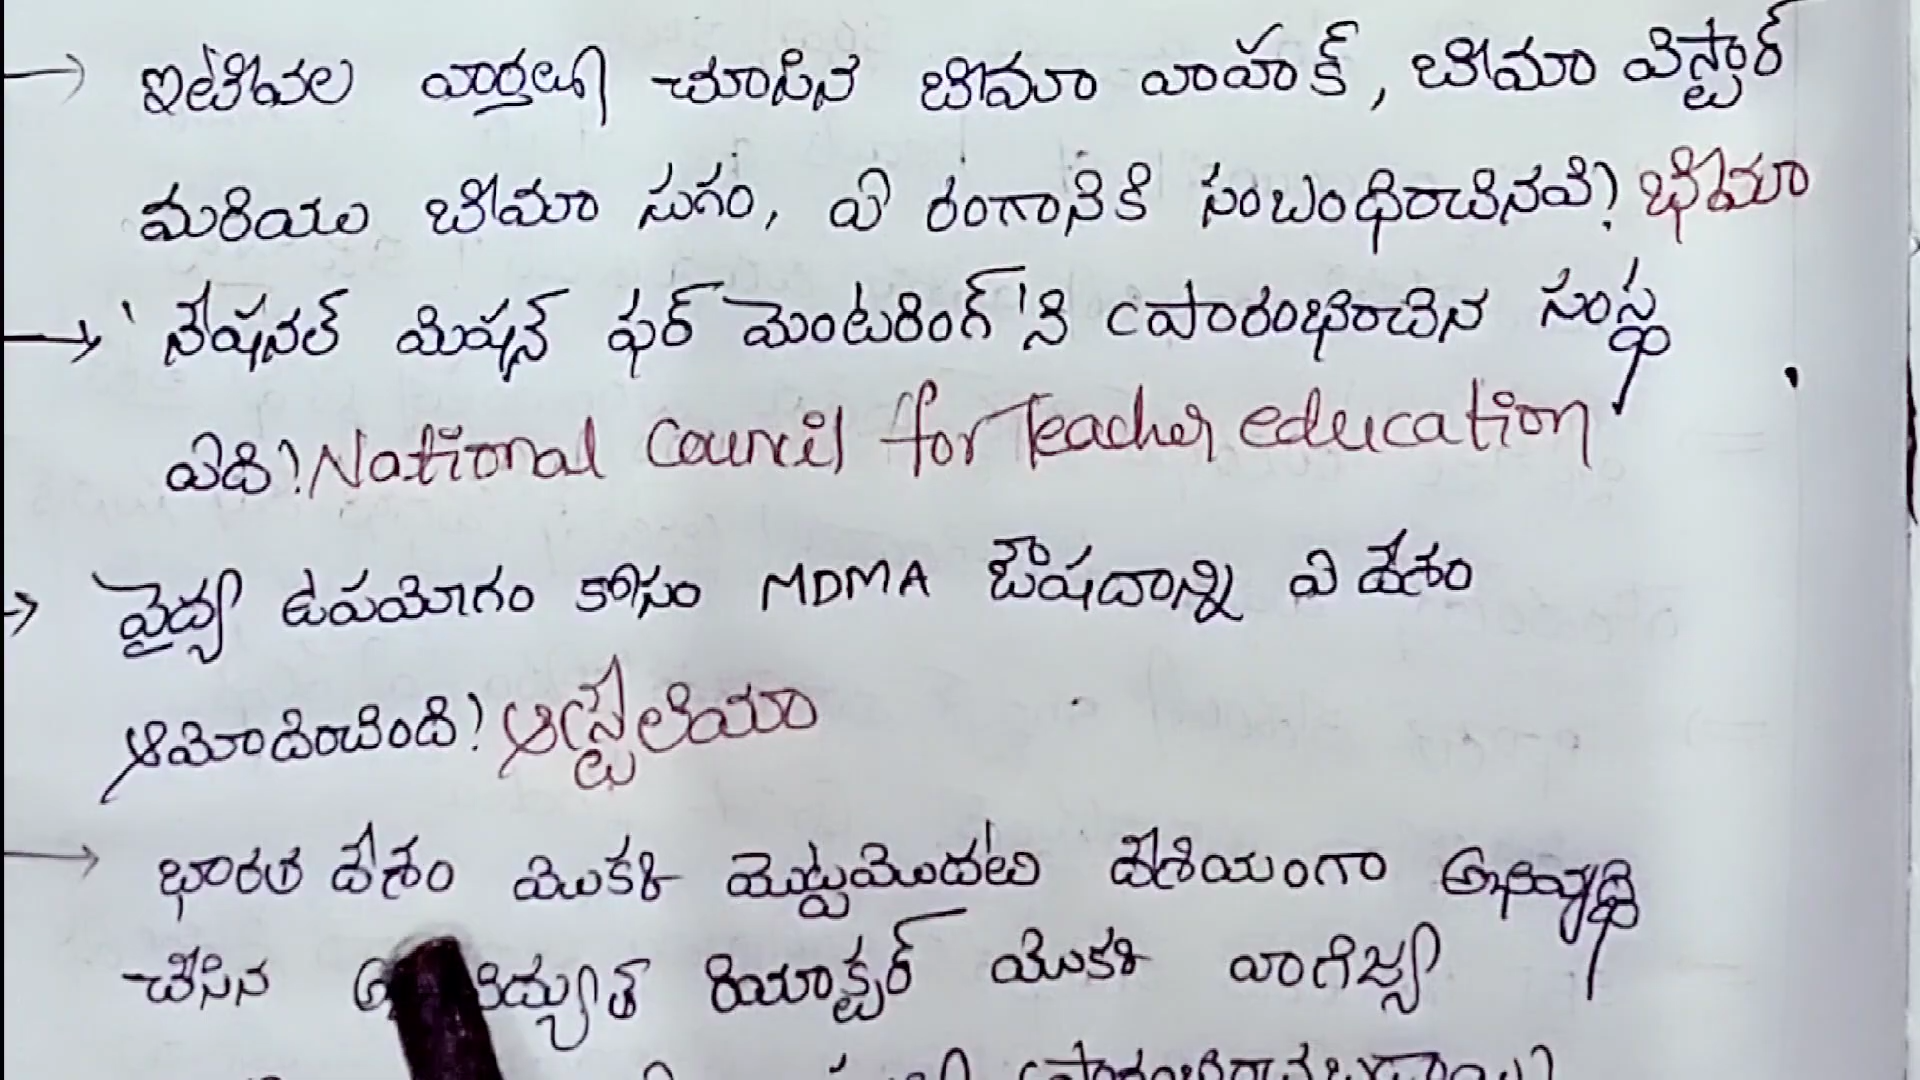 → ఇటీవల వార్తల్లో చూసిన బీమా వాహక్, బీమా విస్తార్
మరియు బీమా సుగం, ఏ రంగానికి సంబంధించినవి? భీమా
→ 'నేషనల్ మిషన్ ఫర్ మెంటరింగ్'ని ప్రారంభించిన సంస్థ
ఏది? National Council for Teacher education
→ వైద్య ఉపయోగం కోసం MDMA ఔషదాన్ని ఏ దేశం
ఆమోదించింది? ఆస్ట్రేలియా
→ భారత దేశం యొక్క మొట్టమొదటి దేశీయంగా అభివృద్ధి
చేసిన రియాక్టర్ యొక్క వాణిజ్య